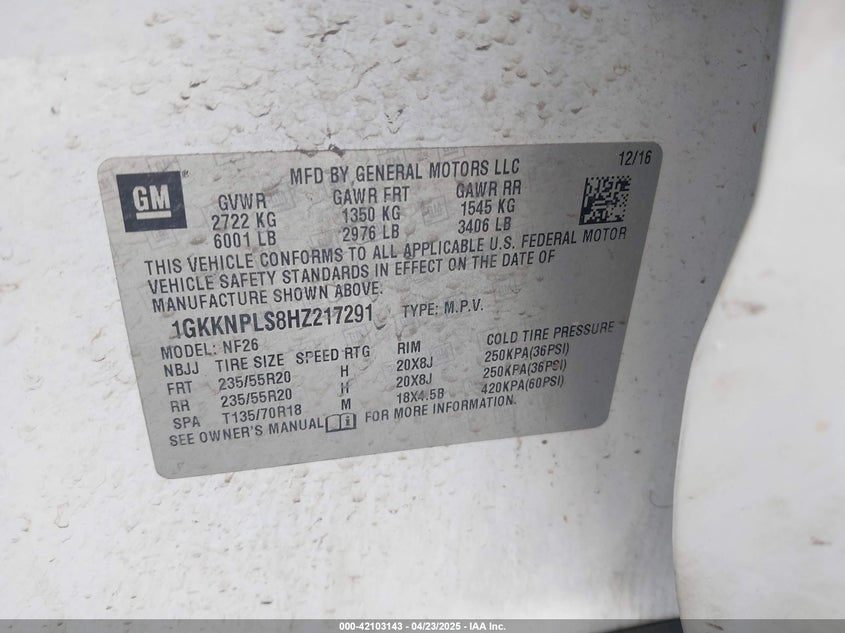 GM
®
MFD BY GENERAL MOTORS LLC
12/16
GVWR GAWR FRT GAWR RR
2722 KG 1350 KG 1545 KG
6001 LB 2976 LB 3406 LB
THIS VEHICLE CONFORMS TO ALL APPLICABLE U.S. FEDERAL MOTOR
VEHICLE SAFETY STANDARDS IN EFFECT ON THE DATE OF
MANUFACTURE SHOWN ABOVE.
1GKKNPLS8HZ217291 TYPE: M.P.V.
MODEL: NF26
NBJJ TIRE SIZE SPEED RTG RIM COLD TIRE PRESSURE
FRT 235/55R20 H 20X8J 250KPA(36PSI)
RR 235/55R20 H 20X8J 250KPA(36PSI)
SPA T135/70R18 M 18X4.5B 420KPA(60PSI)
SEE OWNER'S MANUAL i FOR MORE INFORMATION.
000-42103143 - 04/23/2025 - IAA Inc.